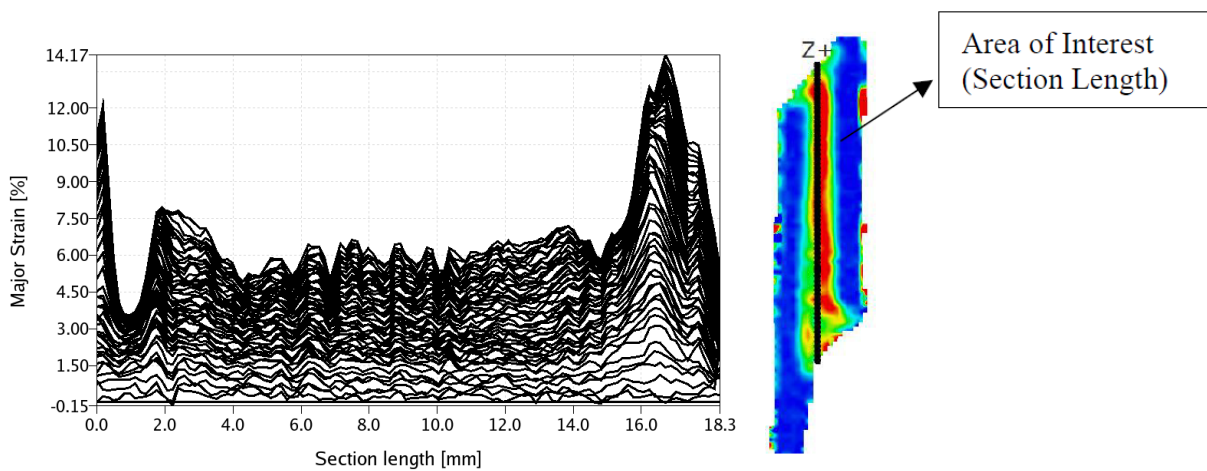 14.17
12.00
10.50
9.00
7.50
6.00
4.50
3.00
1.50
-0.15
Major Strain [%]
0.0 2.0 4.0 6.0 8.0 10.0 12.0 14.0 16.0 18.3
Section length [mm]
Z+
Area of Interest
(Section Length)